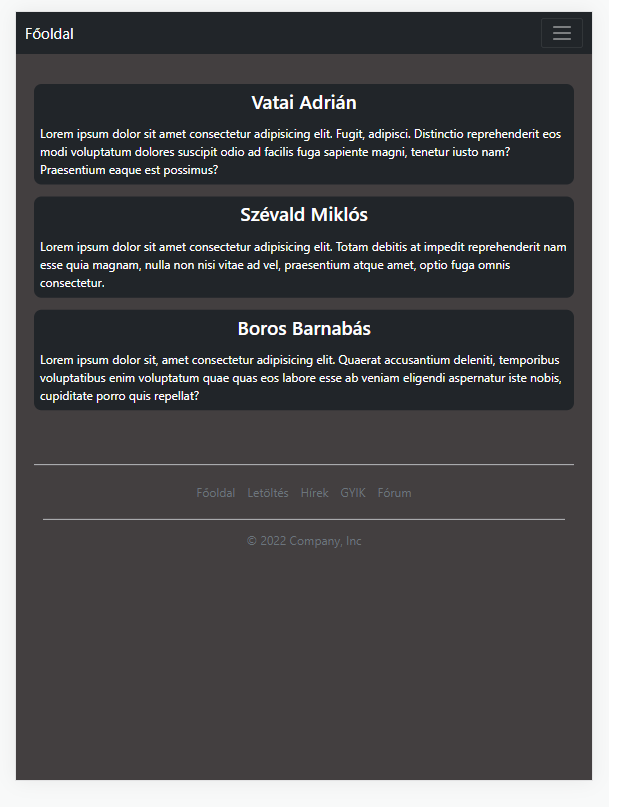 Főoldal
Vatai Adrián
Lorem ipsum dolor sit amet consectetur adipisicing elit. Fugit, adipisci. Distinctio reprehenderit eos
modi voluptatum dolores suscipit odio ad facilis fuga sapiente magni, tenetur iusto nam?
Praesentium eaque est possimus?
Szévald Miklós
Lorem ipsum dolor sit amet consectetur adipisicing elit. Totam debitis at impedit reprehenderit nam
esse quia magnam, nulla non nisi vitae ad vel, praesentium atque amet, optio fuga omnis
consectetur.
Boros Barnabás
Lorem ipsum dolor sit, amet consectetur adipisicing elit. Quaerat accusantium deleniti, temporibus
voluptatibus enim voluptatum quae quas eos labore esse ab veniam eligendi aspernatur iste nobis,
cupiditate porro quis repellat?
Főoldal Letöltés Hírek GYIK Fórum
© 2022 Company, Inc